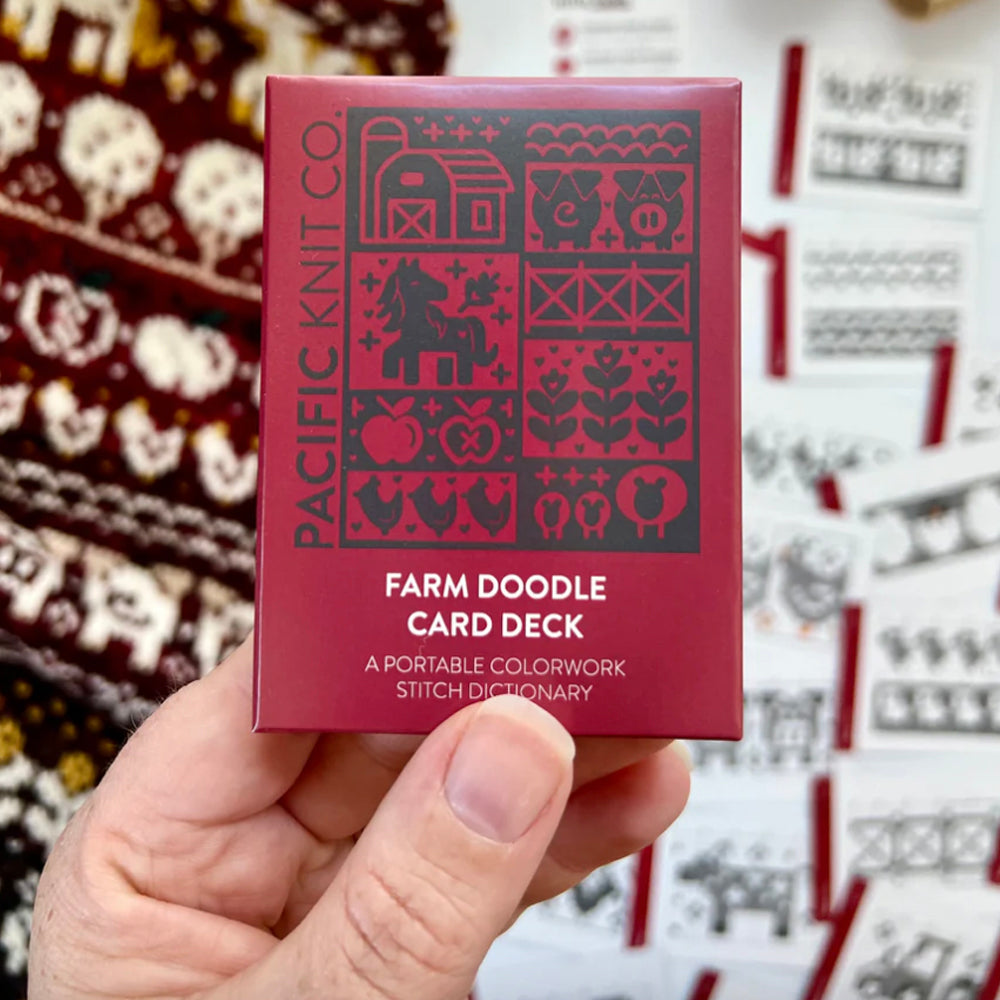 PACIFIC KNIT CO.
FARM DOODLE
CARD DECK
A PORTABLE COLORWORK
STITCH DICTIONARY